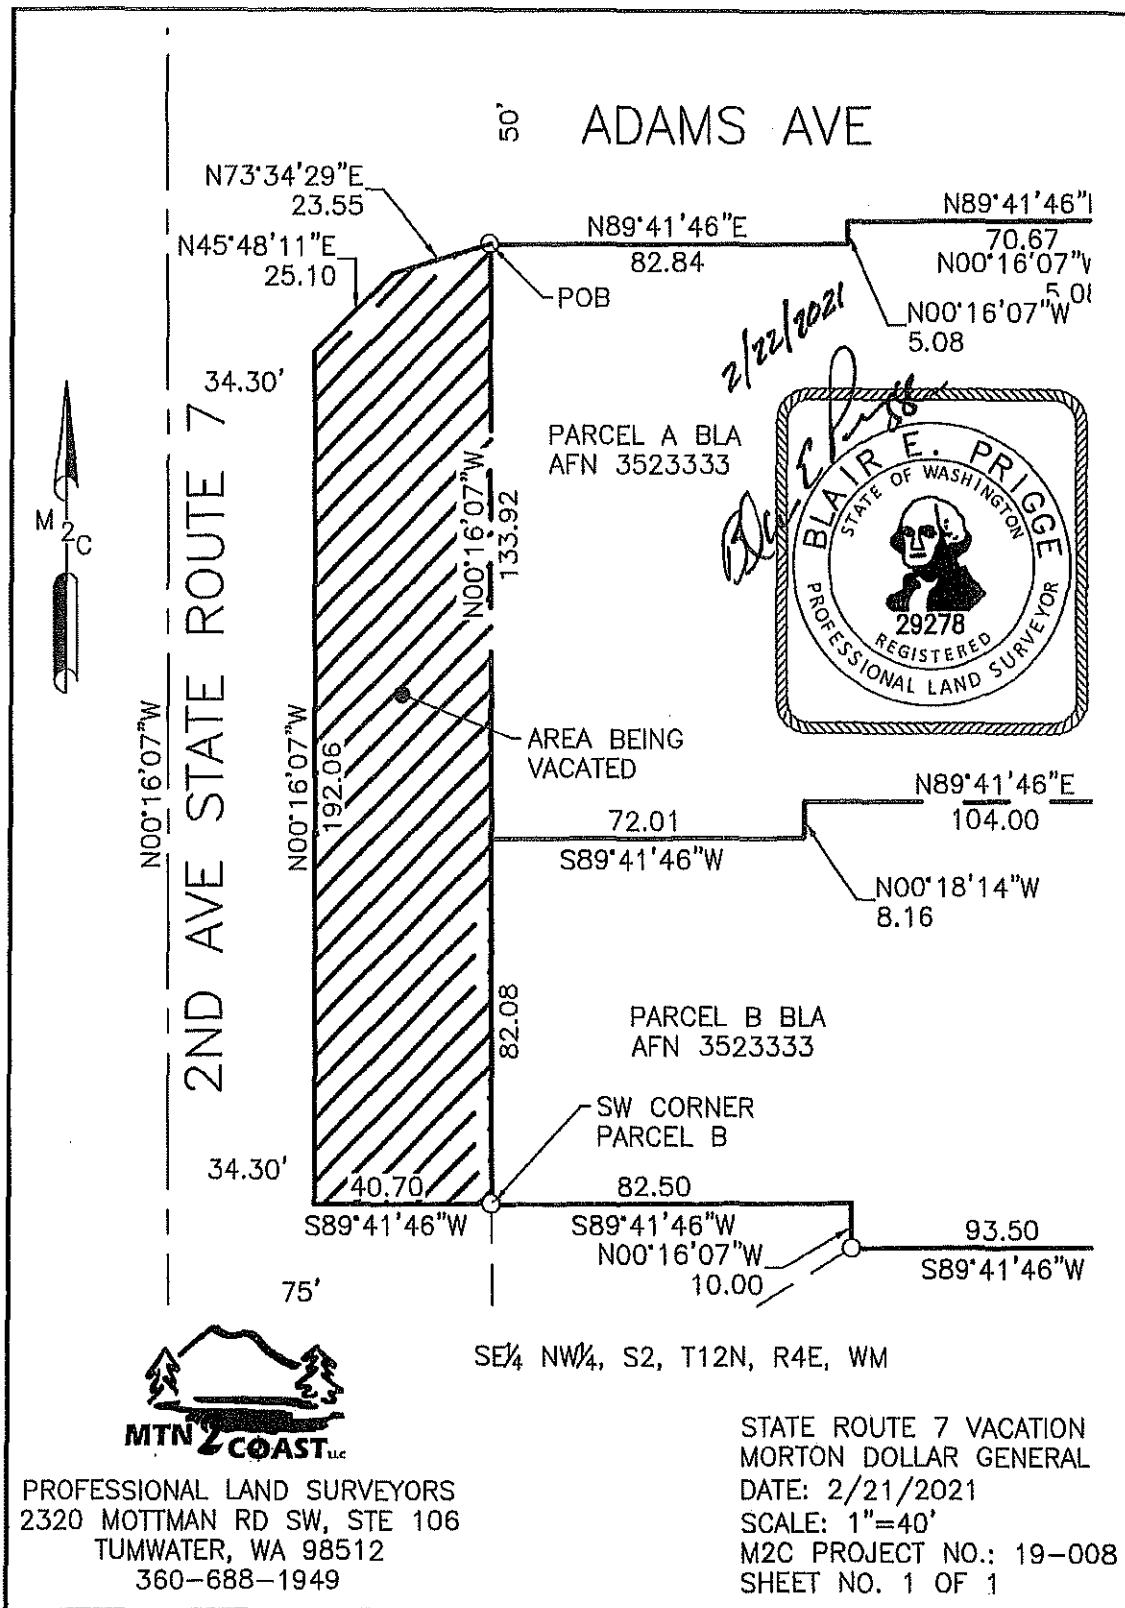 50'
ADAMS AVE
N73°34'29"E
23.55
N45°48'11"E
25.10
N89°41'46"E
82.84
N89°41'46"
70.67
N00°16'07"
5.08
N00°16'07"W
5.08
POB
2/22/2021
34.30'
PARCEL A BLA
AFN 3523333
BLAIR E. PRIGGE
STATE OF WASHINGTON
29278
REGISTERED
PROFESSIONAL LAND SURVEYOR
M2C
N00°16'07"W
2ND AVE STATE ROUTE 7
N00°16'07"W
192.06
N00°16'07"W
133.92
AREA BEING
VACATED
N89°41'46"E
104.00
72.01
S89°41'46"W
N00°18'14"W
8.16
82.08
PARCEL B BLA
AFN 3523333
SW CORNER
PARCEL B
34.30'
40.70
S89°41'46"W
82.50
S89°41'46"W
N00°16'07"W
10.00
93.50
S89°41'46"W
75'
SE1/4 NW1/4, S2, T12N, R4E, WM
MTN 2 COAST LLC
PROFESSIONAL LAND SURVEYORS
2320 MOTTMAN RD SW, STE 106
TUMWATER, WA 98512
360-688-1949
STATE ROUTE 7 VACATION
MORTON DOLLAR GENERAL
DATE: 2/21/2021
SCALE: 1"=40'
M2C PROJECT NO.: 19-008
SHEET NO. 1 OF 1